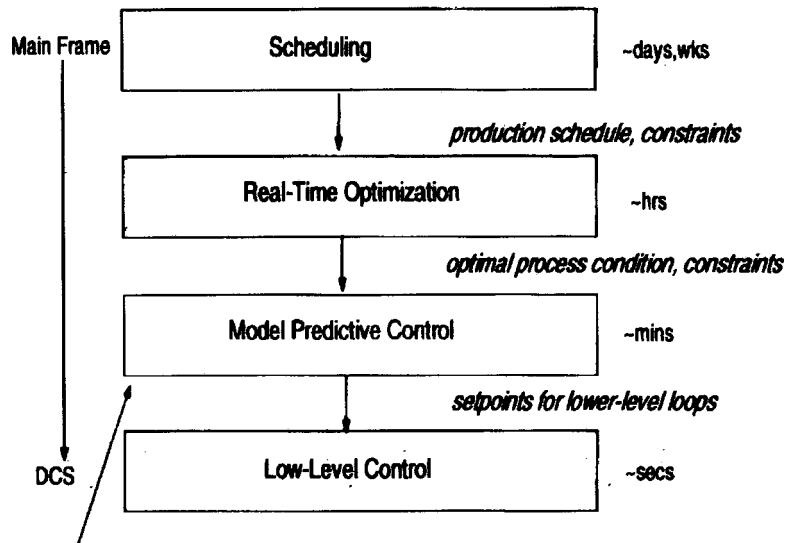 Scheduling
Main Frame
~days,wks
production schedule, constraints
Real-Time Optimization
~hrs
optimal process condition, constraints
Model Predictive Control
~mins
setpoints for lower-level loops
Low-Level Control
DCS
~secs